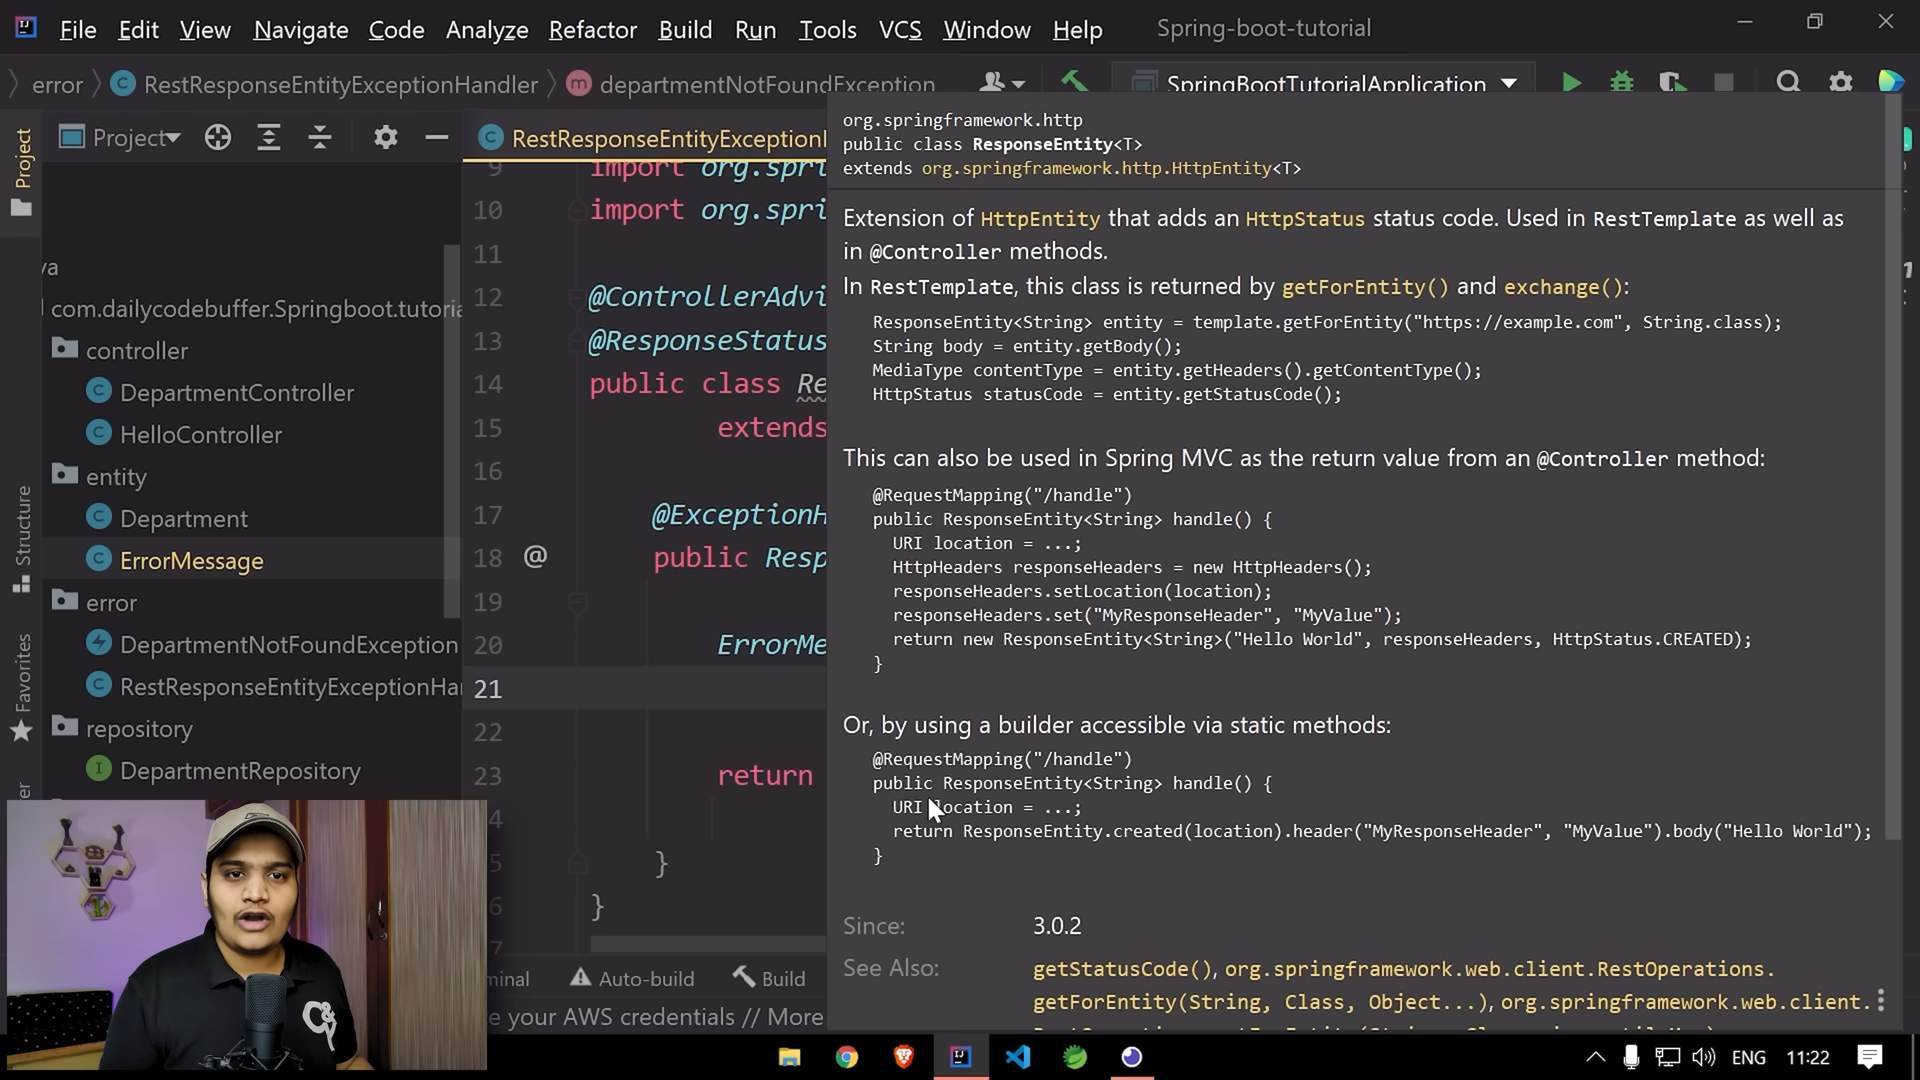 File Edit View Navigate Code Analyze Refactor Build Run Tools VCS Window Help Spring-boot-tutorial
error RestResponseEntityExceptionHandler departmentNotFoundException SpringBootTutorialApplication
Project
Structure
Favorites
Project
va
com.dailycodebuffer.Springboot.tutoria
controller
DepartmentController
HelloController
entity
Department
ErrorMessage
error
DepartmentNotFoundException
RestResponseEntityExceptionHa
repository
DepartmentRepository
RestResponseEntityException
9 import org.spri
10 import org.spri
11
12 @ControllerAdvi
13 @ResponseStatus
14 public class Re
15 extends
16
17 @ExceptionH
18 @ public Resp
19
20 ErrorMe
21
22
23 return
4
5 }
6 }
7
org.springframework.http
public class ResponseEntity<T>
extends org.springframework.http.HttpEntity<T>
Extension of HttpEntity that adds an HttpStatus status code. Used in RestTemplate as well as
in @Controller methods.
In RestTemplate, this class is returned by getForEntity() and exchange():
ResponseEntity<String> entity = template.getForEntity("https://example.com", String.class);
String body = entity.getBody();
MediaType contentType = entity.getHeaders().getContentType();
HttpStatus statusCode = entity.getStatusCode();
This can also be used in Spring MVC as the return value from an @Controller method:
@RequestMapping("/handle")
public ResponseEntity<String> handle() {
URI location = ...;
HttpHeaders responseHeaders = new HttpHeaders();
responseHeaders.setLocation(location);
responseHeaders.set("MyResponseHeader", "MyValue");
return new ResponseEntity<String>("Hello World", responseHeaders, HttpStatus.CREATED);
}
Or, by using a builder accessible via static methods:
@RequestMapping("/handle")
public ResponseEntity<String> handle() {
URI location = ...;
return ResponseEntity.created(location).header("MyResponseHeader", "MyValue").body("Hello World");
}
Since: 3.0.2
See Also: getStatusCode(), org.springframework.web.client.RestOperations.
getForEntity(String, Class, Object...), org.springframework.web.client.
minal Auto-build Build
e your AWS credentials // More
ENG 11:22